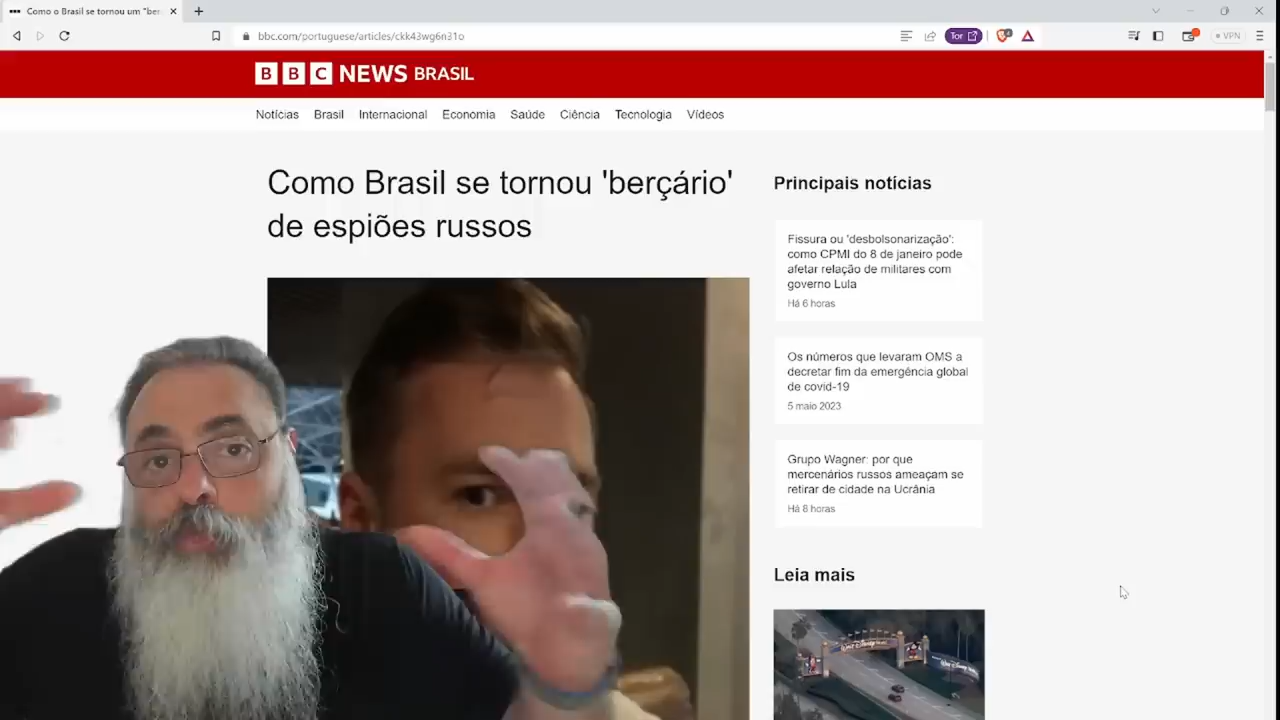 Como o Brasil se tornou um "ber
bbc.com/portuguese/articles/ckk43wg6n31o
Tor
VPN
BBC NEWS BRASIL
Notícias Brasil Internacional Economia Saúde Ciência Tecnologia Vídeos
Como Brasil se tornou 'berçário'
de espiões russos
Principais notícias
Fissura ou 'desbolsonarização':
como CPMI do 8 de janeiro pode
afetar relação de militares com
governo Lula
Há 6 horas
Os números que levaram OMS a
decretar fim da emergência global
de covid-19
5 maio 2023
Grupo Wagner: por que
mercenários russos ameaçam se
retirar de cidade na Ucrânia
Há 8 horas
Leia mais